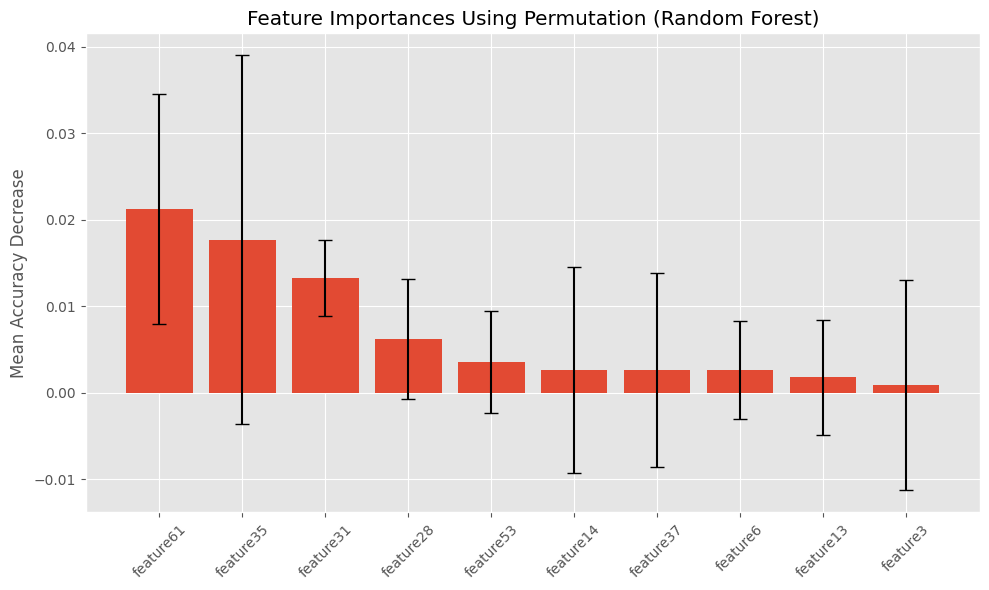 Feature Importances Using Permutation (Random Forest)
Mean Accuracy Decrease
0.04
0.03
0.02
0.01
0.00
−0.01
feature61
feature35
feature31
feature28
feature53
feature14
feature37
feature6
feature13
feature3